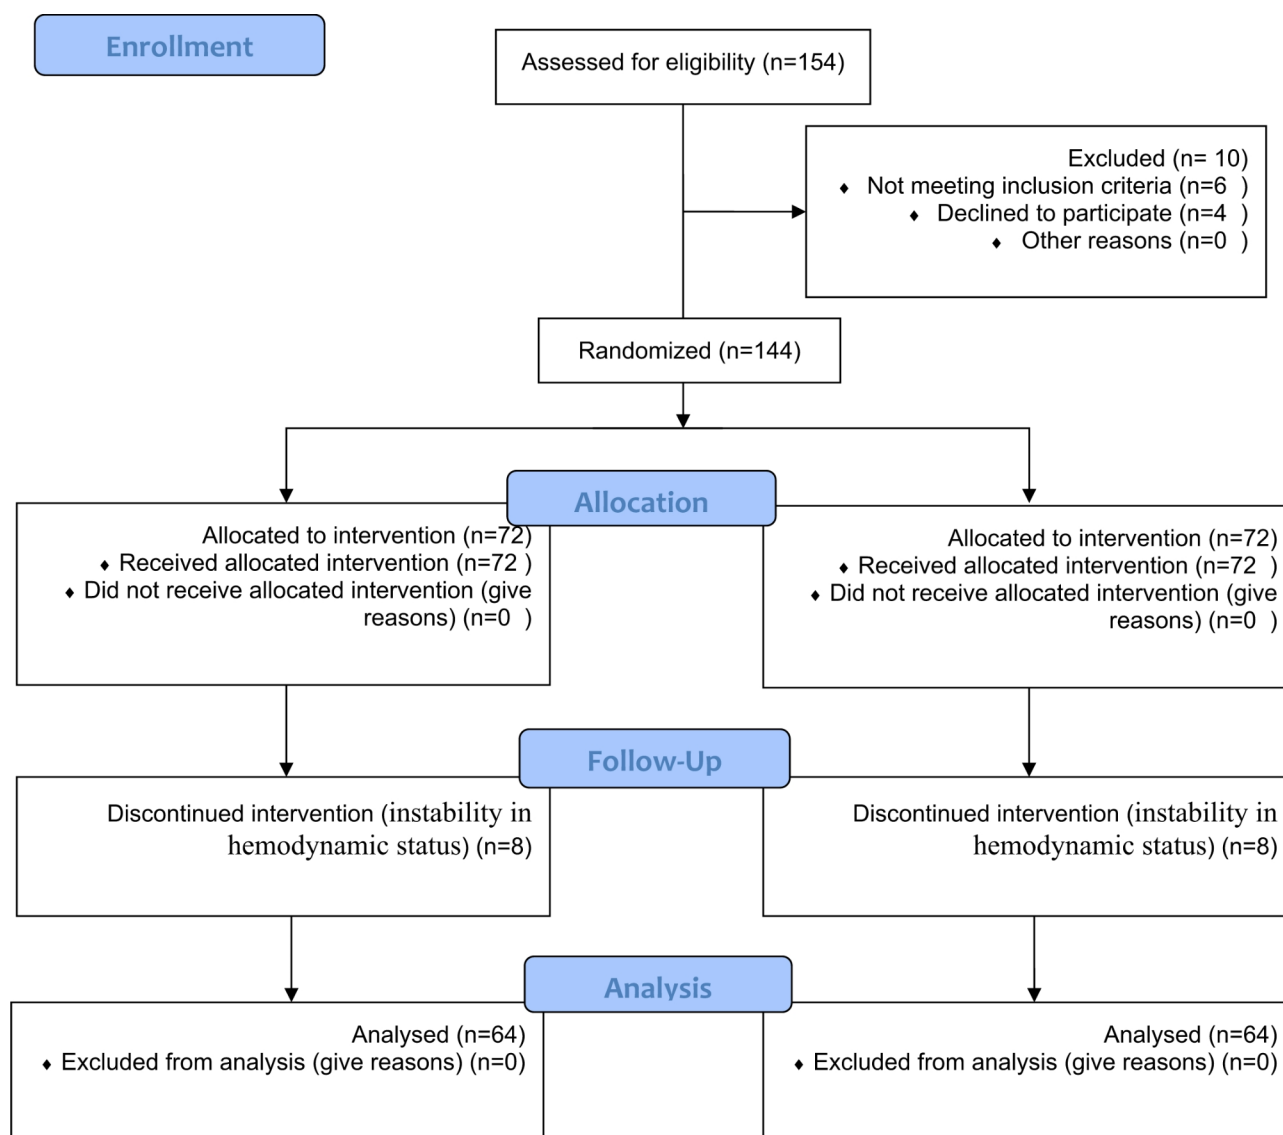 Enrollment
Assessed for eligibility (n=154)
Excluded (n= 10)
♦ Not meeting inclusion criteria (n=6 )
♦ Declined to participate (n=4 )
♦ Other reasons (n=0 )
Randomized (n=144)
Allocation
Allocated to intervention (n=72)
♦ Received allocated intervention (n=72 )
♦ Did not receive allocated intervention (give
reasons) (n=0 )
Allocated to intervention (n=72)
♦ Received allocated intervention (n=72 )
♦ Did not receive allocated intervention (give
reasons) (n=0 )
Follow-Up
Discontinued intervention (instability in
hemodynamic status) (n=8)
Discontinued intervention (instability in
hemodynamic status) (n=8)
Analysis
Analysed (n=64)
♦ Excluded from analysis (give reasons) (n=0)
Analysed (n=64)
♦ Excluded from analysis (give reasons) (n=0)